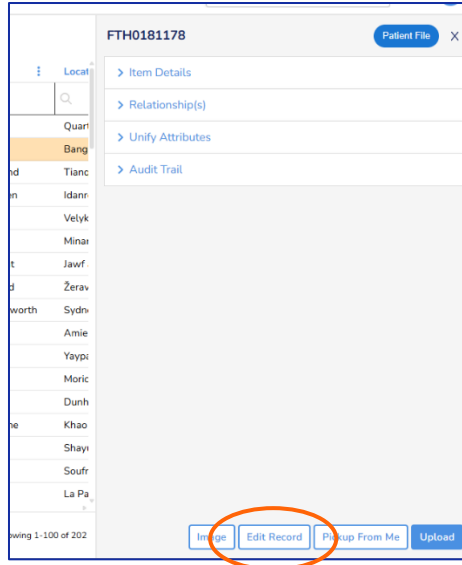 FTH0181178
Patient File
X
Locat
> Item Details
> Relationship(s)
> Unify Attributes
> Audit Trail
Quart
Bang
nd Tianc
en Idanr
Velyk
Minar
t Jawf
d Žerav
worth Sydn
Amie
Yaypa
Moric
Dunh
ne Khao
Shay
Soufr
La Pa
owing 1-100 of 202
Image
Edit Record
Pickup From Me
Upload